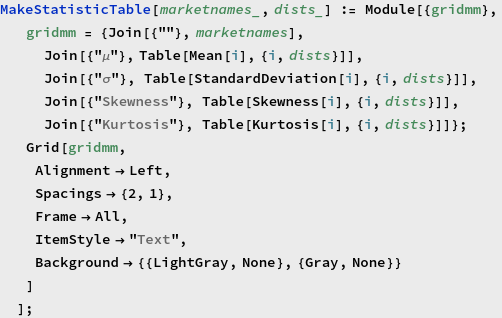 MakeStatisticTable[marketnames_, dists_] := Module[{gridmm},
gridmm = {Join[{""}, marketnames],
Join[{"μ"}, Table[Mean[i], {i, dists}]],
Join[{"σ"}, Table[StandardDeviation[i], {i, dists}]],
Join[{"Skewness"}, Table[Skewness[i], {i, dists}]],
Join[{"Kurtosis"}, Table[Kurtosis[i], {i, dists}]]};
Grid[gridmm,
Alignment → Left,
Spacings → {2, 1},
Frame → All,
ItemStyle → "Text",
Background → {{LightGray, None}, {Gray, None}}
]
];